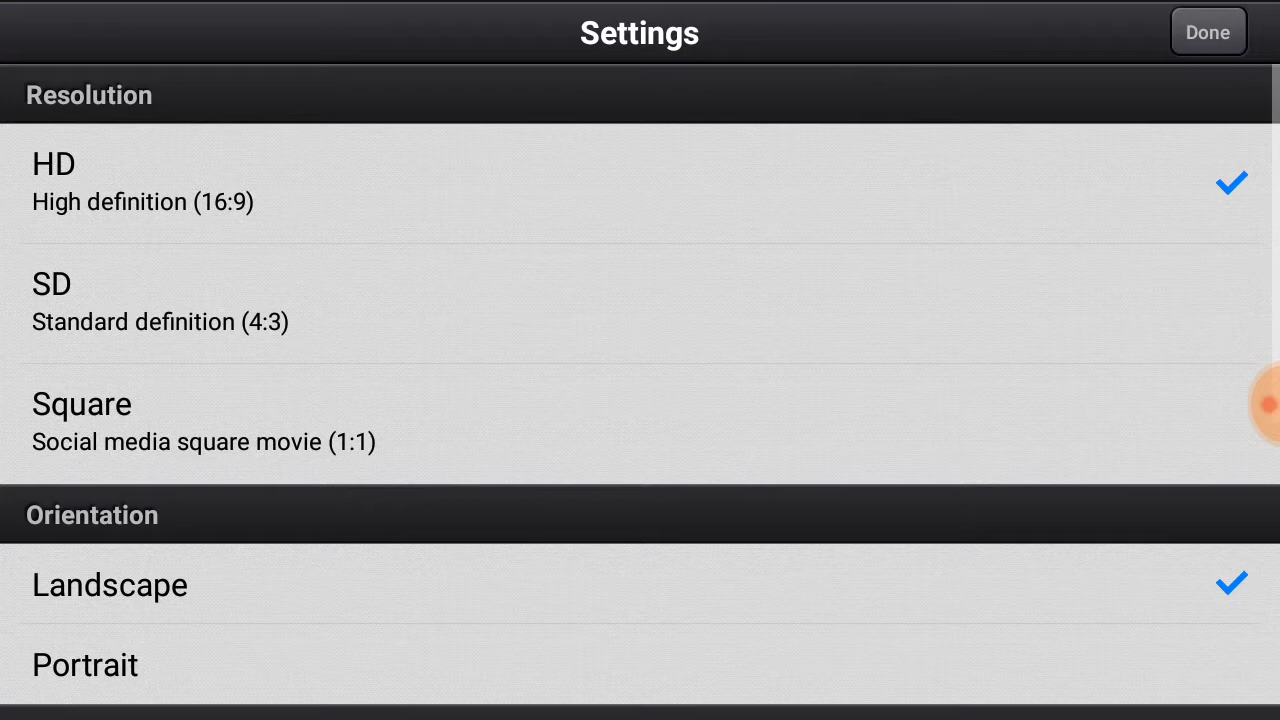 Settings
Done
Resolution
HD
High definition (16:9)
SD
Standard definition (4:3)
Square
Social media square movie (1:1)
Orientation
Landscape
Portrait